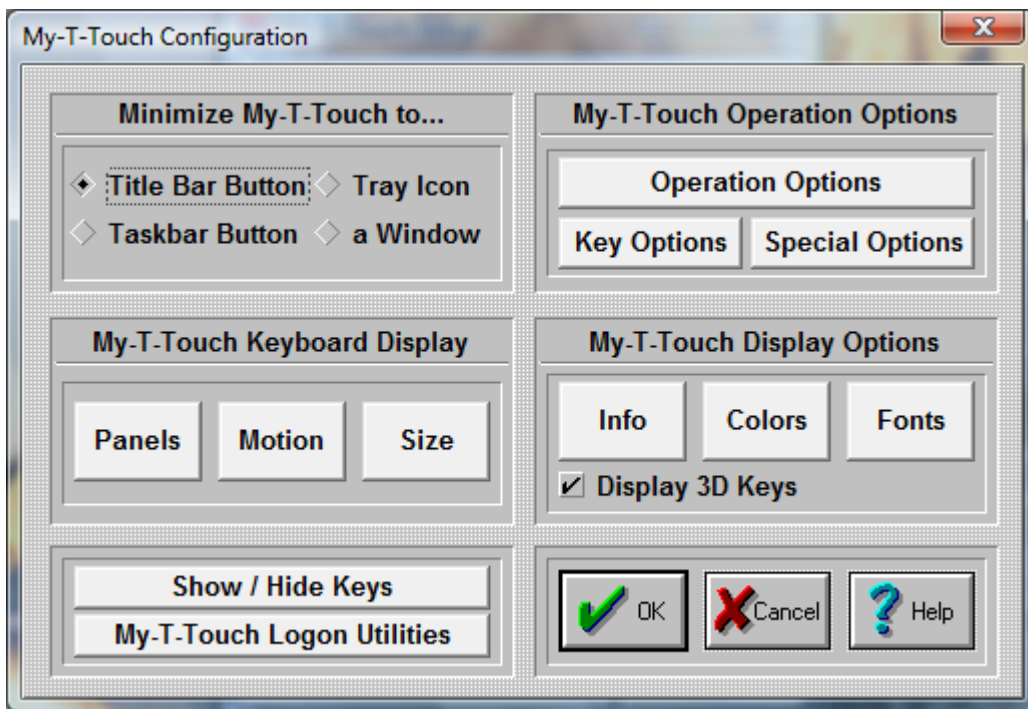 My-T-Touch Configuration
Minimize My-T-Touch to...
Title Bar Button
Tray Icon
Taskbar Button
a Window
My-T-Touch Operation Options
Operation Options
Key Options
Special Options
My-T-Touch Keyboard Display
Panels
Motion
Size
My-T-Touch Display Options
Info
Colors
Fonts
Display 3D Keys
Show / Hide Keys
My-T-Touch Logon Utilities
OK
Cancel
Help